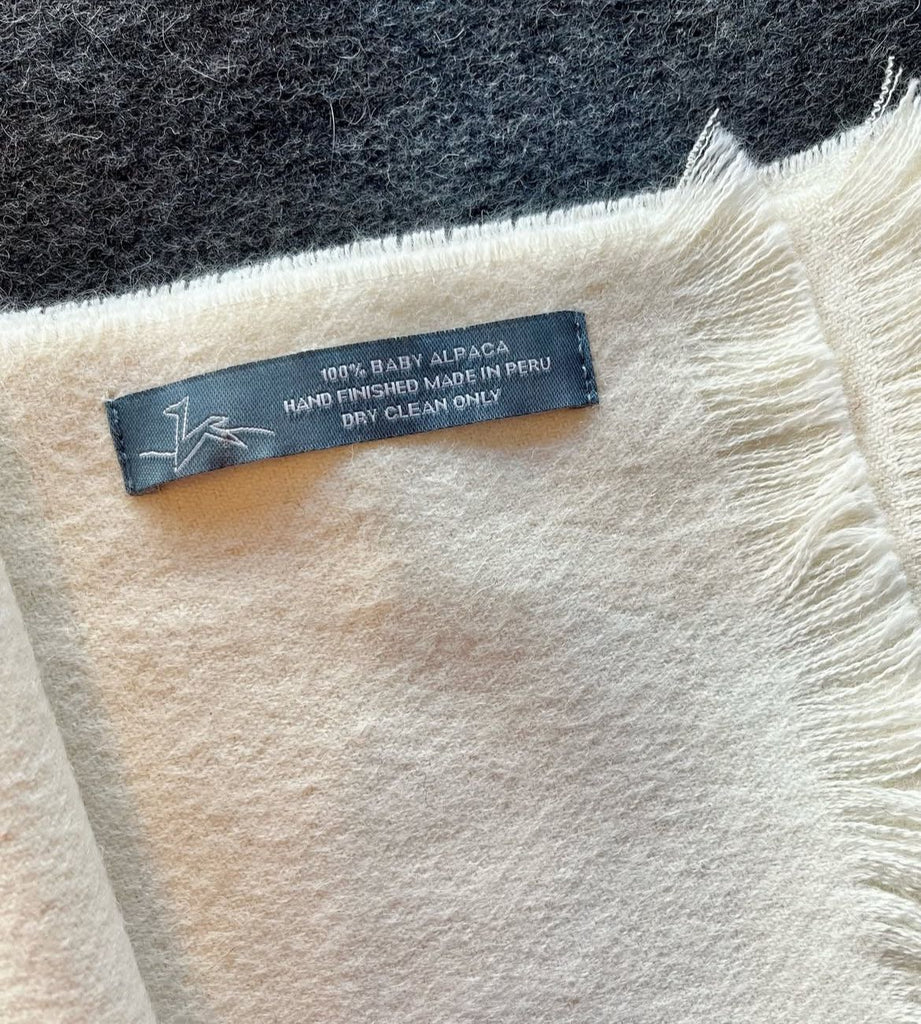 100% BABY ALPACA
HAND FINISHED MADE IN PERU
DRY CLEAN ONLY